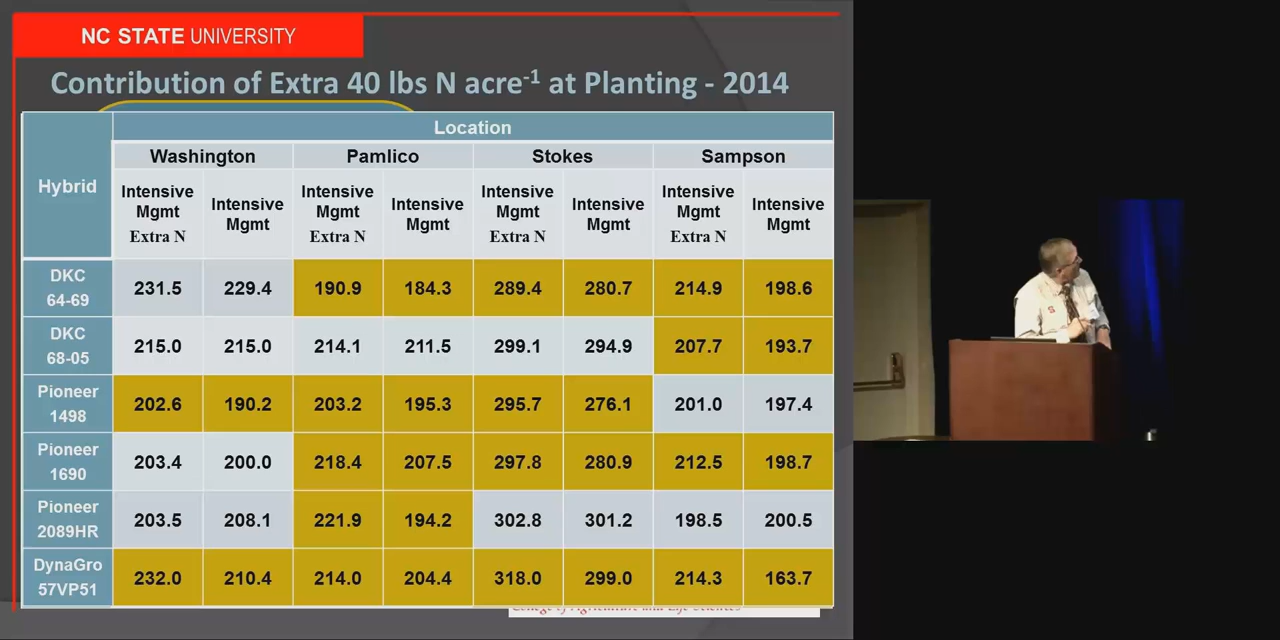 NC STATE UNIVERSITY
Contribution of Extra 40 lbs N acre-1 at Planting - 2014
Hybrid
Location
Washington Pamlico Stokes Sampson
Intensive Mgmt Extra N Intensive Mgmt Intensive Mgmt Extra N Intensive Mgmt Intensive Mgmt Extra N Intensive Mgmt Intensive Mgmt Extra N Intensive Mgmt
DKC 64-69 231.5 229.4 190.9 184.3 289.4 280.7 214.9 198.6
DKC 68-05 215.0 215.0 214.1 211.5 299.1 294.9 207.7 193.7
Pioneer 1498 202.6 190.2 203.2 195.3 295.7 276.1 201.0 197.4
Pioneer 1690 203.4 200.0 218.4 207.5 297.8 280.9 212.5 198.7
Pioneer 2089HR 203.5 208.1 221.9 194.2 302.8 301.2 198.5 200.5
DynaGro 57VP51 232.0 210.4 214.0 204.4 318.0 299.0 214.3 163.7
College of Agriculture and Life Sciences